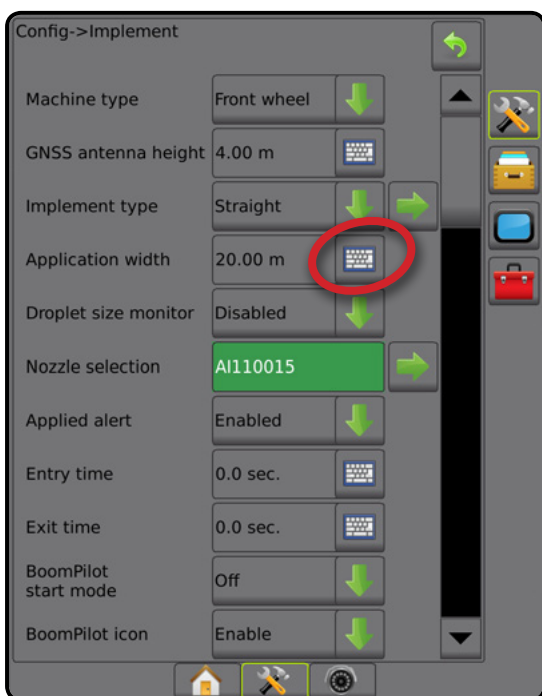 Config->Implement
Machine type Front wheel
GNSS antenna height 4.00 m
Implement type Straight
Application width 20.00 m
Droplet size monitor Disabled
Nozzle selection AI110015
Applied alert Enabled
Entry time 0.0 sec.
Exit time 0.0 sec.
BoomPilot
start mode Off
BoomPilot icon Enable